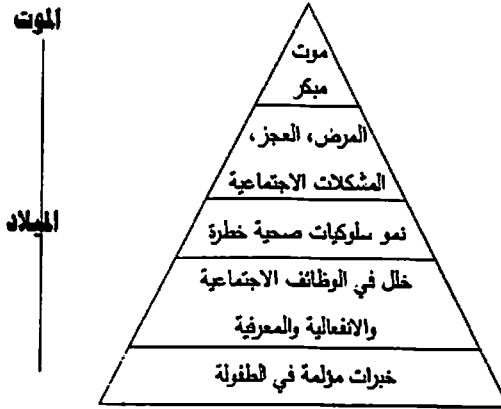 الموت
موت
مبكر
المرض، العجز،
المشكلات الاجتماعية
الميلاد
نمو سلوكيات صحية خطرة
خلل في الوظائف الاجتماعية
والانفعالية والمعرفية
خبرات مؤلمة في الطفولة